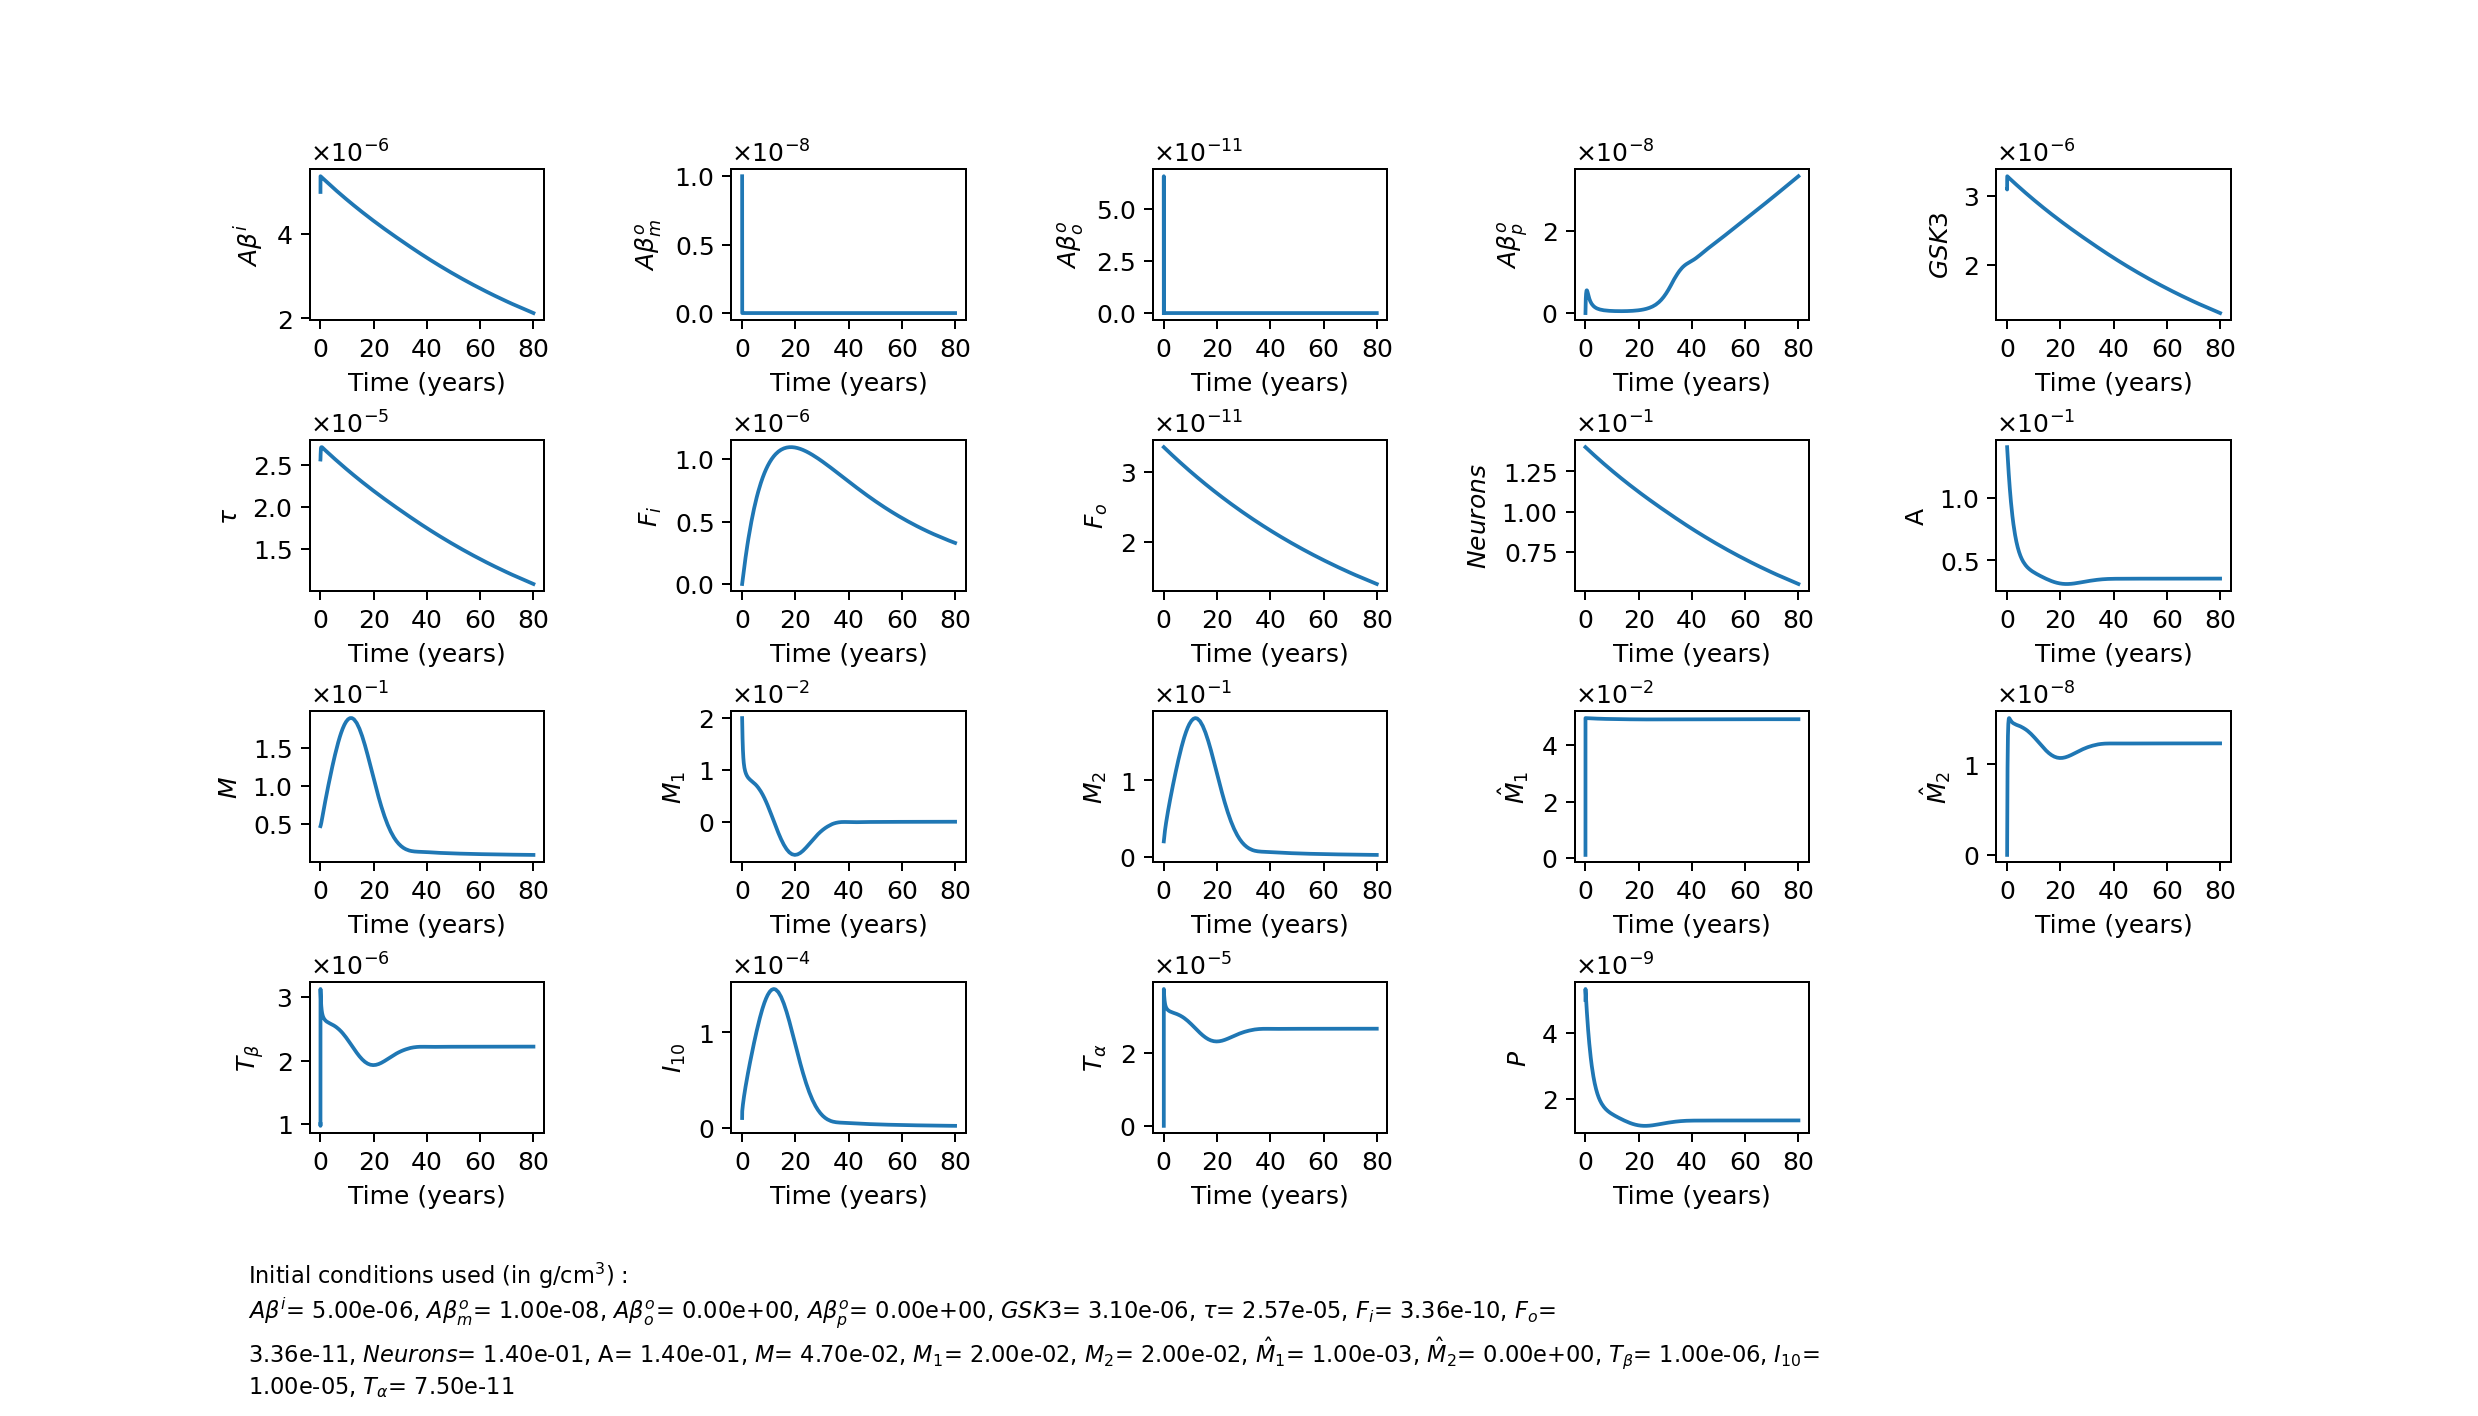 ×10⁻⁶ ×10⁻⁸ ×10⁻¹¹ ×10⁻⁸ ×10⁻⁶
Aβⁱ 4 2
Aβₘᵒ 1.0 0.5 0.0
Aβₒᵒ 5.0 2.5 0.0
Aβₚᵒ 2 0
GSK3 3 2
0 20 40 60 80 0 20 40 60 80 0 20 40 60 80 0 20 40 60 80 0 20 40 60 80
Time (years) Time (years) Time (years) Time (years) Time (years)
×10⁻⁵ ×10⁻⁶ ×10⁻¹¹ ×10⁻¹ ×10⁻¹
τ 2.5 2.0 1.5
Fᵢ 1.0 0.5 0.0
Fₒ 3 2
Neurons 1.25 1.00 0.75
A 1.0 0.5
0 20 40 60 80 0 20 40 60 80 0 20 40 60 80 0 20 40 60 80 0 20 40 60 80
Time (years) Time (years) Time (years) Time (years) Time (years)
×10⁻¹ ×10⁻² ×10⁻¹ ×10⁻² ×10⁻⁸
M 1.5 1.0 0.5
M₁ 2 1 0
M₂ 1 0
M̂₁ 4 2 0
M̂₂ 1 0
0 20 40 60 80 0 20 40 60 80 0 20 40 60 80 0 20 40 60 80 0 20 40 60 80
Time (years) Time (years) Time (years) Time (years) Time (years)
×10⁻⁶ ×10⁻⁴ ×10⁻⁵ ×10⁻⁹
Tᵦ 3 2 1
I₁₀ 1 0
T_α 2 0
P 4 2
0 20 40 60 80 0 20 40 60 80 0 20 40 60 80 0 20 40 60 80
Time (years) Time (years) Time (years) Time (years)
Initial conditions used (in g/cm³) :
Aβⁱ= 5.00e-06, Aβₘᵒ= 1.00e-08, Aβₒᵒ= 0.00e+00, Aβₚᵒ= 0.00e+00, GSK3= 3.10e-06, τ= 2.57e-05, Fᵢ= 3.36e-10, Fₒ=
3.36e-11, Neurons= 1.40e-01, A= 1.40e-01, M= 4.70e-02, M₁= 2.00e-02, M₂= 2.00e-02, M̂₁= 1.00e-03, M̂₂= 0.00e+00, Tᵦ= 1.00e-06, I₁₀=
1.00e-05, T_α= 7.50e-11